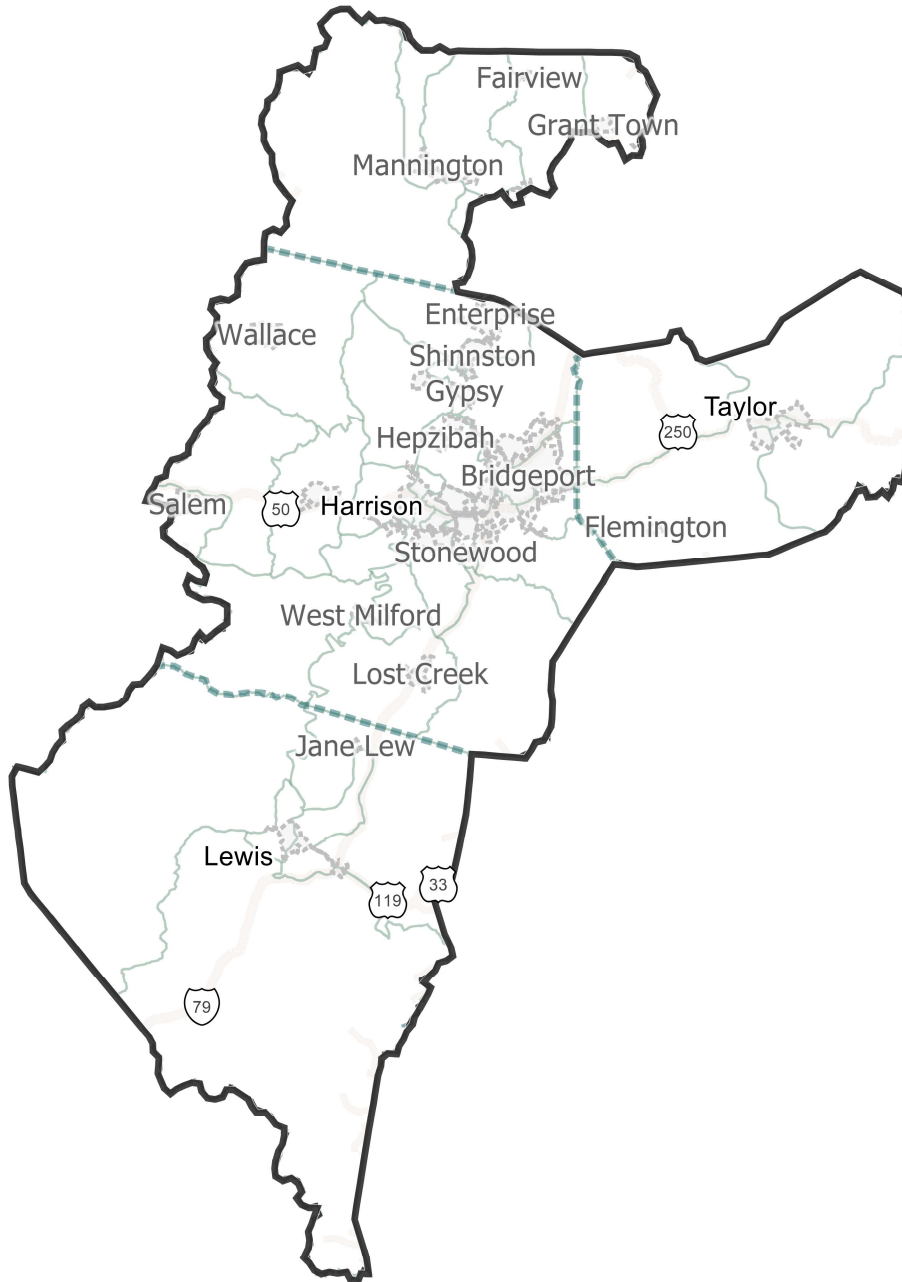 Fairview
Grant Town
Mannington
Enterprise
Wallace
Shinnston
Gypsy
Taylor
250
Hepzibah
Bridgeport
Salem
50
Harrison
Flemington
Stonewood
West Milford
Lost Creek
Jane Lew
Lewis
33
119
79